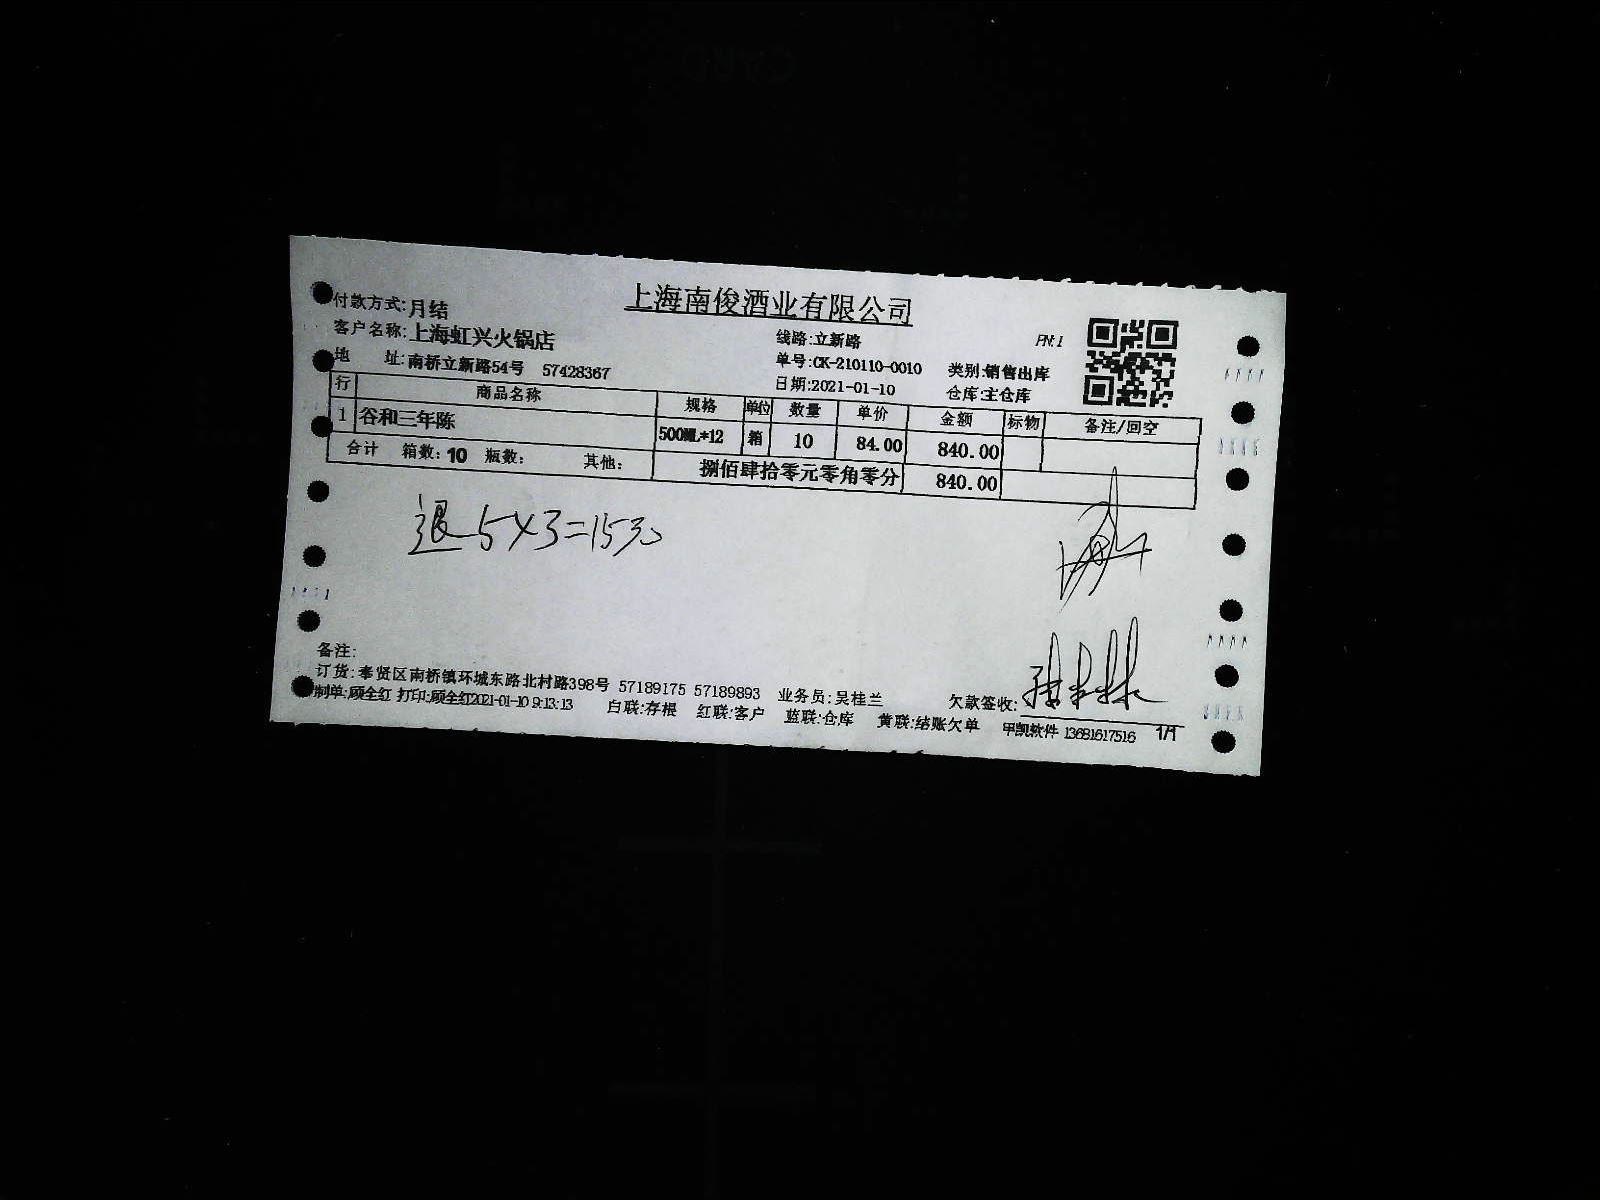 上海南俊酒业有限公司
付款方式:月结
客户名称:上海虹兴火锅店
线路:立新路
PN:1
地 址:南桥立新路54号 57428367
单号:CK-210110-0010 类别:销售出库
日期:2021-01-10 仓库:主仓库
行 商品名称 规格 单位 数量 单价 金额 标物 备注/回空
1 谷和三年陈 500ML*12 箱 10 84.00 840.00
合计 箱数:10 瓶数: 其他: 捌佰肆拾零元零角零分 840.00
退5×3=15元
备注:
订货:奉贤区南桥镇环城东路北村路398号 57189175 57189893 业务员:吴桂兰 欠款签收:
制单:顾全红 打印:顾全红2021-01-10 9:13:13 白联:存根 红联:客户 蓝联:仓库 黄联:结账欠单 甲凯软件 13681617516 1/1